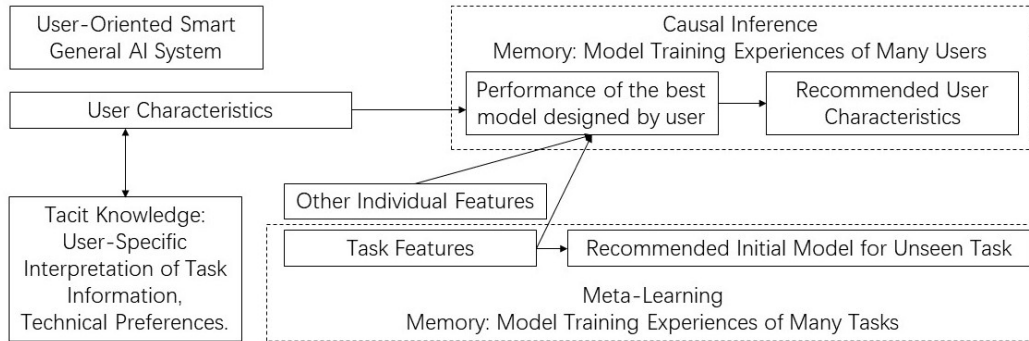 User-Oriented Smart
General AI System
Causal Inference
Memory: Model Training Experiences of Many Users
User Characteristics
Performance of the best
model designed by user
Recommended User
Characteristics
Other Individual Features
Tacit Knowledge:
User-Specific
Interpretation of Task
Information,
Technical Preferences.
Task Features
Recommended Initial Model for Unseen Task
Meta-Learning
Memory: Model Training Experiences of Many Tasks